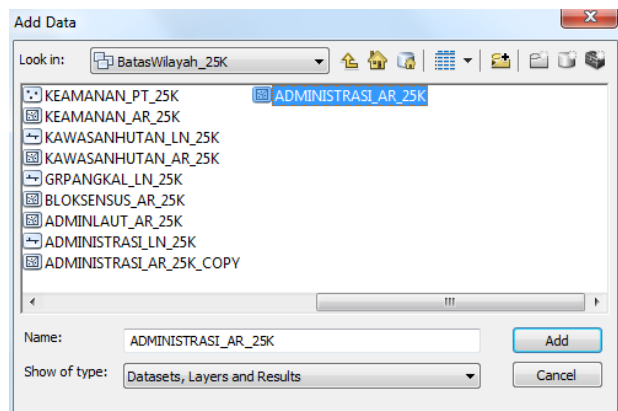 Add Data
Look in: BatasWilayah_25K
KEAMANAN_PT_25K
KEAMANAN_AR_25K
KAWASANHUTAN_LN_25K
KAWASANHUTAN_AR_25K
GRPANGKAL_LN_25K
BLOKSENSUS_AR_25K
ADMINLAUT_AR_25K
ADMINISTRASI_LN_25K
ADMINISTRASI_AR_25K_COPY
ADMINISTRASI_AR_25K
Name: ADMINISTRASI_AR_25K Add
Show of type: Datasets, Layers and Results Cancel